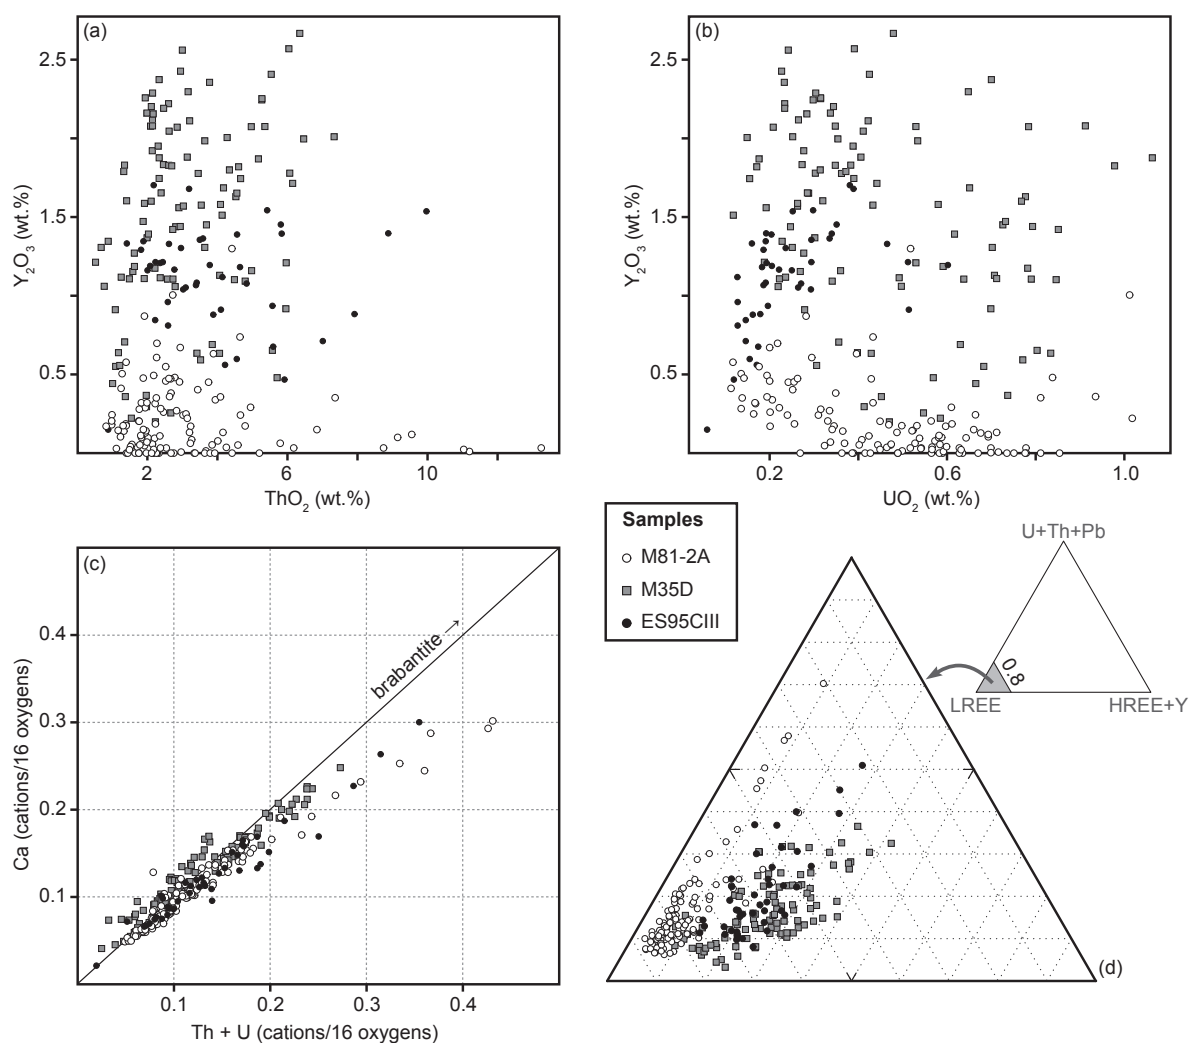 (a)
2.5
1.5
0.5
Y2O3 (wt.%)
2
6
10
ThO2 (wt.%)
(b)
2.5
1.5
0.5
Y2O3 (wt.%)
0.2
0.6
1.0
UO2 (wt.%)
(c)
0.4
0.3
0.2
0.1
Ca (cations/16 oxygens)
brabantite →
0.1
0.2
0.3
0.4
Th + U (cations/16 oxygens)
Samples
M81-2A
M35D
ES95CIII
U+Th+Pb
0.8
LREE
HREE+Y
(d)